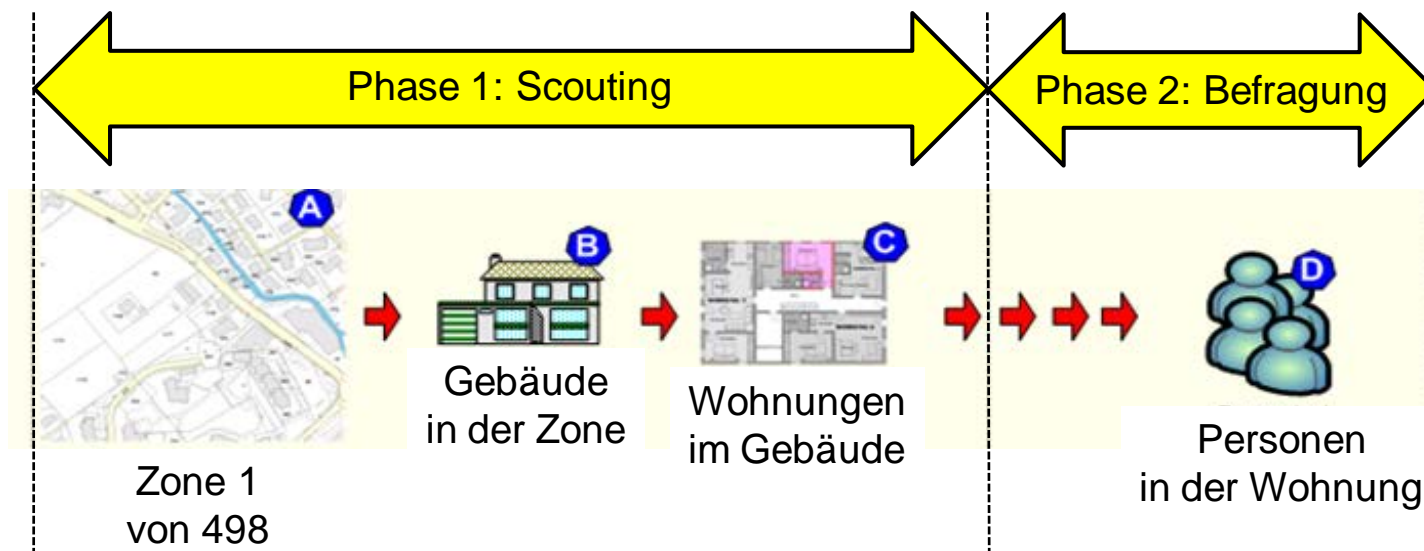 Phase 1: Scouting
Phase 2: Befragung
A
B
C
D
Gebäude
in der Zone
Wohnungen
im Gebäude
Personen
in der Wohnung
Zone 1
von 498